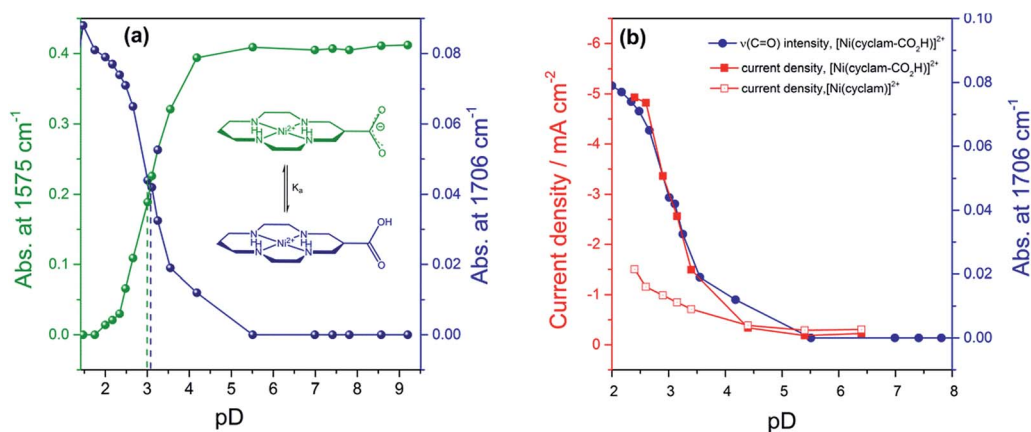 (a)
Abs. at 1575 cm⁻¹
0.4
0.3
0.2
0.1
0.0
0.08
0.06
0.04
0.02
0.00
Abs. at 1706 cm⁻¹
2 3 4 5 6 7 8 9
pD
H N N H
Ni²⁺
H N N H
O
⊖
O
Kₐ
H N N H
Ni²⁺
H N N H
OH
O
(b)
Current density / mA cm⁻²
-6
-5
-4
-3
-2
-1
0
0.10
0.08
0.06
0.04
0.02
0.00
Abs. at 1706 cm⁻¹
2 3 4 5 6 7 8
pD
ν(C=O) intensity, [Ni(cyclam-CO₂H)]²⁺
current density, [Ni(cyclam-CO₂H)]²⁺
current density,[Ni(cyclam)]²⁺